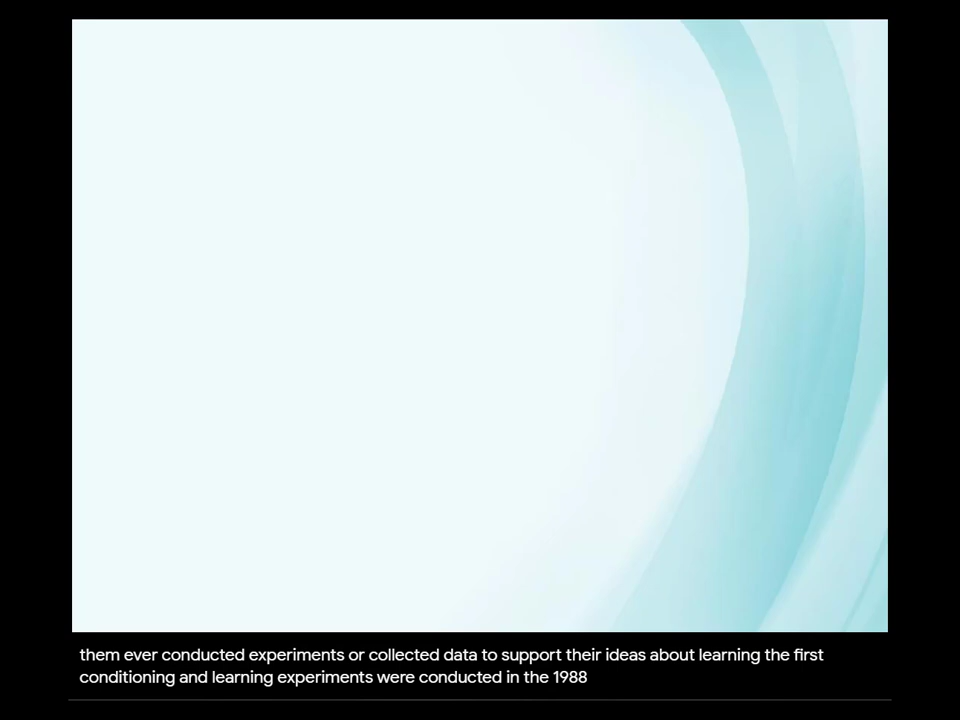 them ever conducted experiments or collected data to support their ideas about learning the first
conditioning and learning experiments were conducted in the 1988